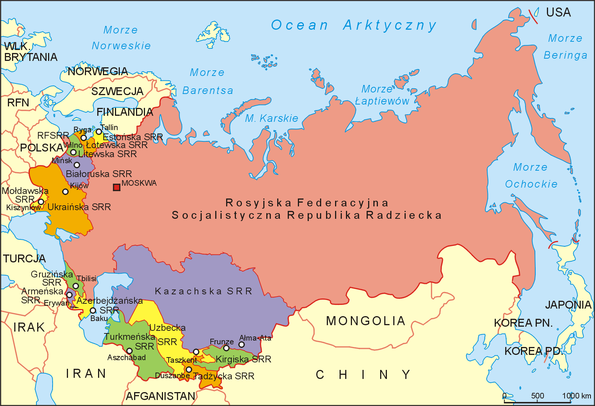 USA
Ocean Arktyczny
Morze
Beringa
Morze
Norweskie
WLK.
BRYTANIA
Morze
Barentsa
Morze
Łaptiewów
NORWEGIA
SZWECJA
RFN
FINLANDIA
M. Karskie
Tallin
Ryga
Estońska SRR
RFSRR
Łotewska SRR
Wilno
Litewska SRR
POLSKA
Mińsk
Białoruska SRR
MOSKWA
Morze
Ochockie
Kijów
Mołdawska
SRR
Kiszyniów
Ukraińska SRR
Rosyjska Federacyjna
Socjalistyczna Republika Radziecka
TURCJA
Gruzińska
SRR
Tbilisi
Armeńska
SRR
Erywań
Azerbejdżańska
SRR
Baku
Kazachska SRR
JAPONIA
IRAK
Uzbecka
SRR
Turkmeńska
SRR
Frunze
Ałma-Ata
MONGOLIA
KOREA PN.
KOREA PD.
Aszchabad
Taszkent
Kirgiska SRR
Duszanbe
Tadżycka SRR
IRAN
CHINY
AFGANISTAN
0
500
1000 km